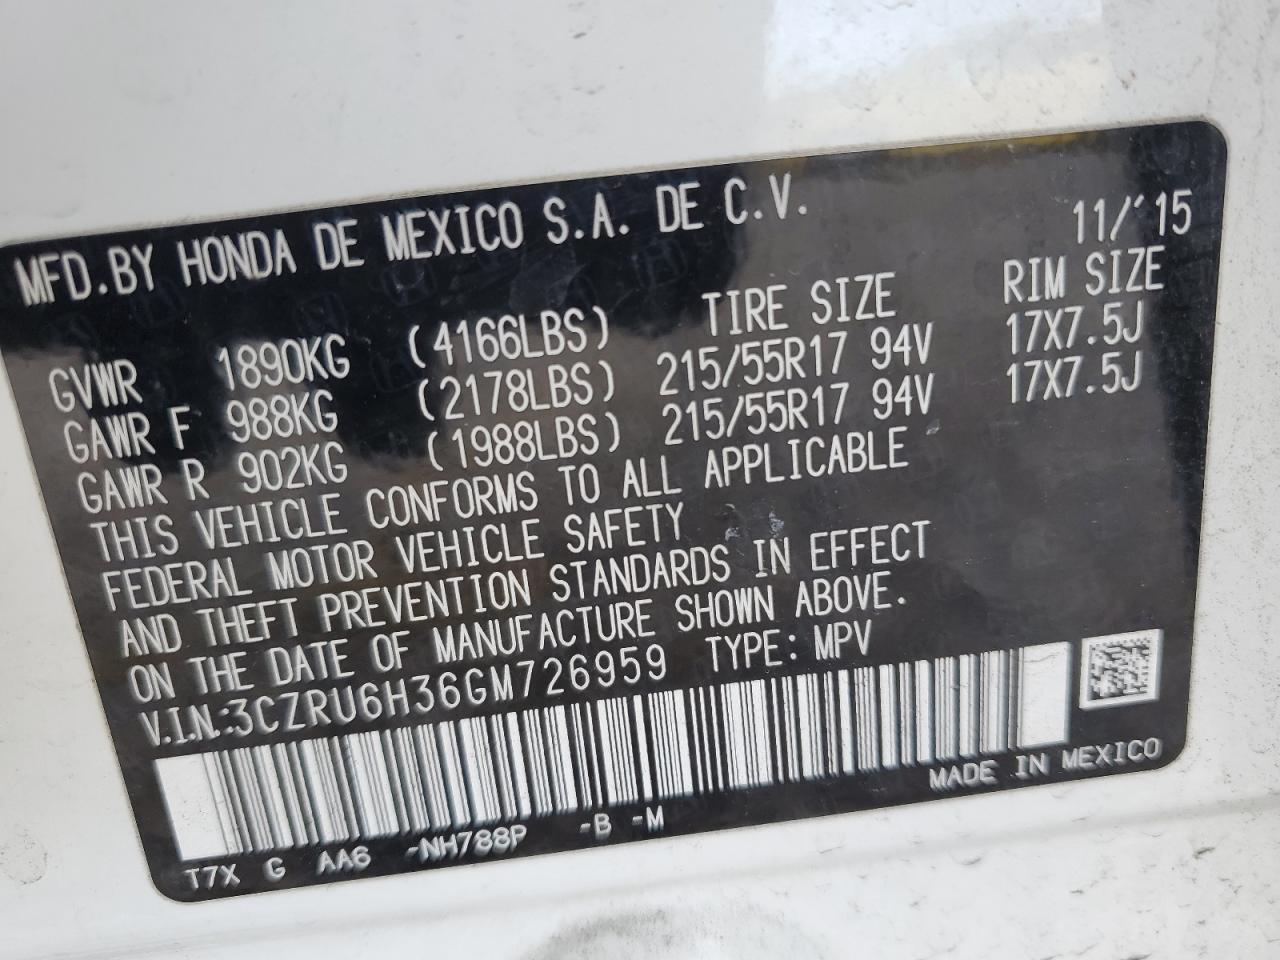 MFD.BY HONDA DE MEXICO S.A. DE C.V. 11/'15
TIRE SIZE RIM SIZE
GVWR 1890KG (4166LBS)
GAWR F 988KG (2178LBS) 215/55R17 94V 17X7.5J
GAWR R 902KG (1988LBS) 215/55R17 94V 17X7.5J
THIS VEHICLE CONFORMS TO ALL APPLICABLE
FEDERAL MOTOR VEHICLE SAFETY
AND THEFT PREVENTION STANDARDS IN EFFECT
ON THE DATE OF MANUFACTURE SHOWN ABOVE.
V.I.N.:3CZRU6H36GM726959 TYPE: MPV
MADE IN MEXICO
T7X G AA6 -NH788P -B -M